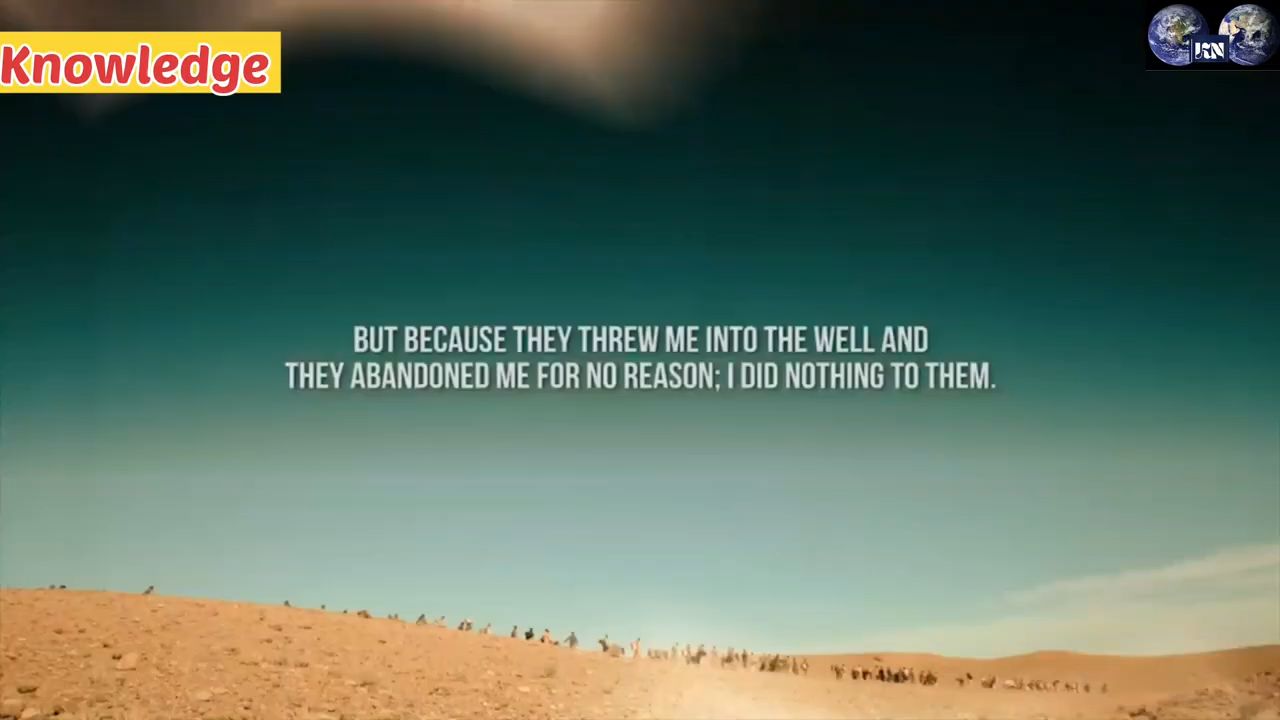 Knowledge
KN
BUT BECAUSE THEY THREW ME INTO THE WELL AND
THEY ABANDONED ME FOR NO REASON; I DID NOTHING TO THEM.